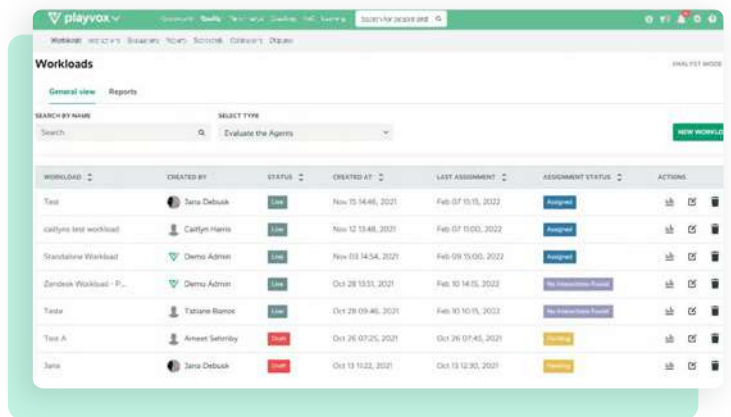 playvox
Quality
Workloads
General view Reports
SEARCH BY NAME SELECT TYPE
Search Evaluate the Agents
NEW WORKLO
WORKLOAD CREATED BY STATUS CREATED AT LAST ASSIGNMENT ASSIGNMENT STATUS ACTIONS
Test Jana Debusk Live Nov 15 14:46, 2021 Feb 07 15:15, 2022 Assigned
caitlyns test workload Caitlyn Harris Live Nov 12 13:48, 2021 Feb 07 11:00, 2022 Assigned
Standalone Workload Demo Admin Live Nov 03 14:54, 2021 Feb 09 15:00, 2022 Assigned
Zendesk Workload - P... Demo Admin Live Oct 28 13:51, 2021 Feb 10 14:15, 2022 No Interactions Found
Taste Tatiane Ramos Live Oct 28 09:46, 2021 Feb 10 10:15, 2022 No Interactions Found
Test A Ameet Sehmby Draft Oct 26 07:25, 2021 Oct 26 07:45, 2021 Pending
Jana Jana Debusk Draft Oct 13 11:22, 2021 Oct 13 12:30, 2021 Pending